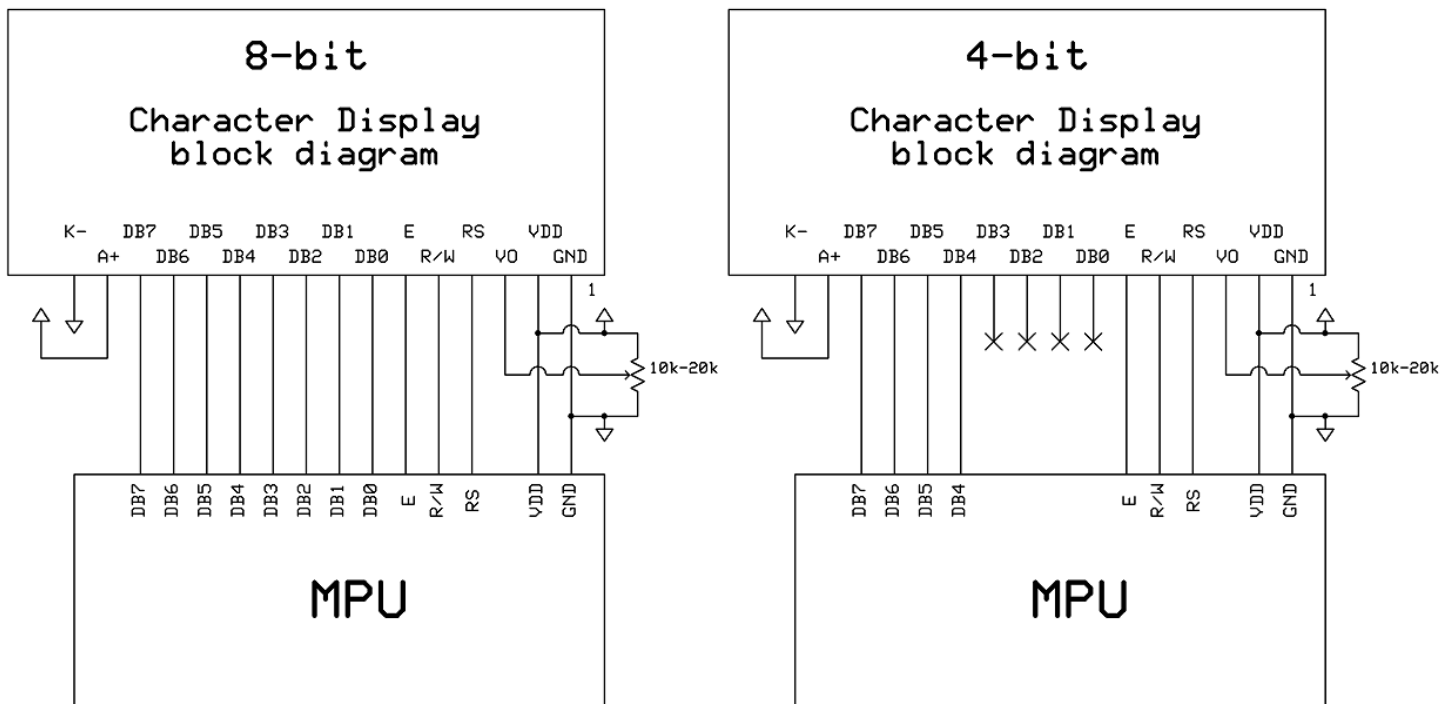 8-bit
Character Display
block diagram
K- DB7 DB5 DB3 DB1 E RS VDD
A+ DB6 DB4 DB2 DB0 R/W VO GND
1
10k-20k
DB7 DB6 DB5 DB4 DB3 DB2 DB1 DB0 E R/W RS VDD GND
MPU
4-bit
Character Display
block diagram
K- DB7 DB5 DB3 DB1 E RS VDD
A+ DB6 DB4 DB2 DB0 R/W VO GND
1
10k-20k
DB7 DB6 DB5 DB4 E R/W RS VDD GND
MPU